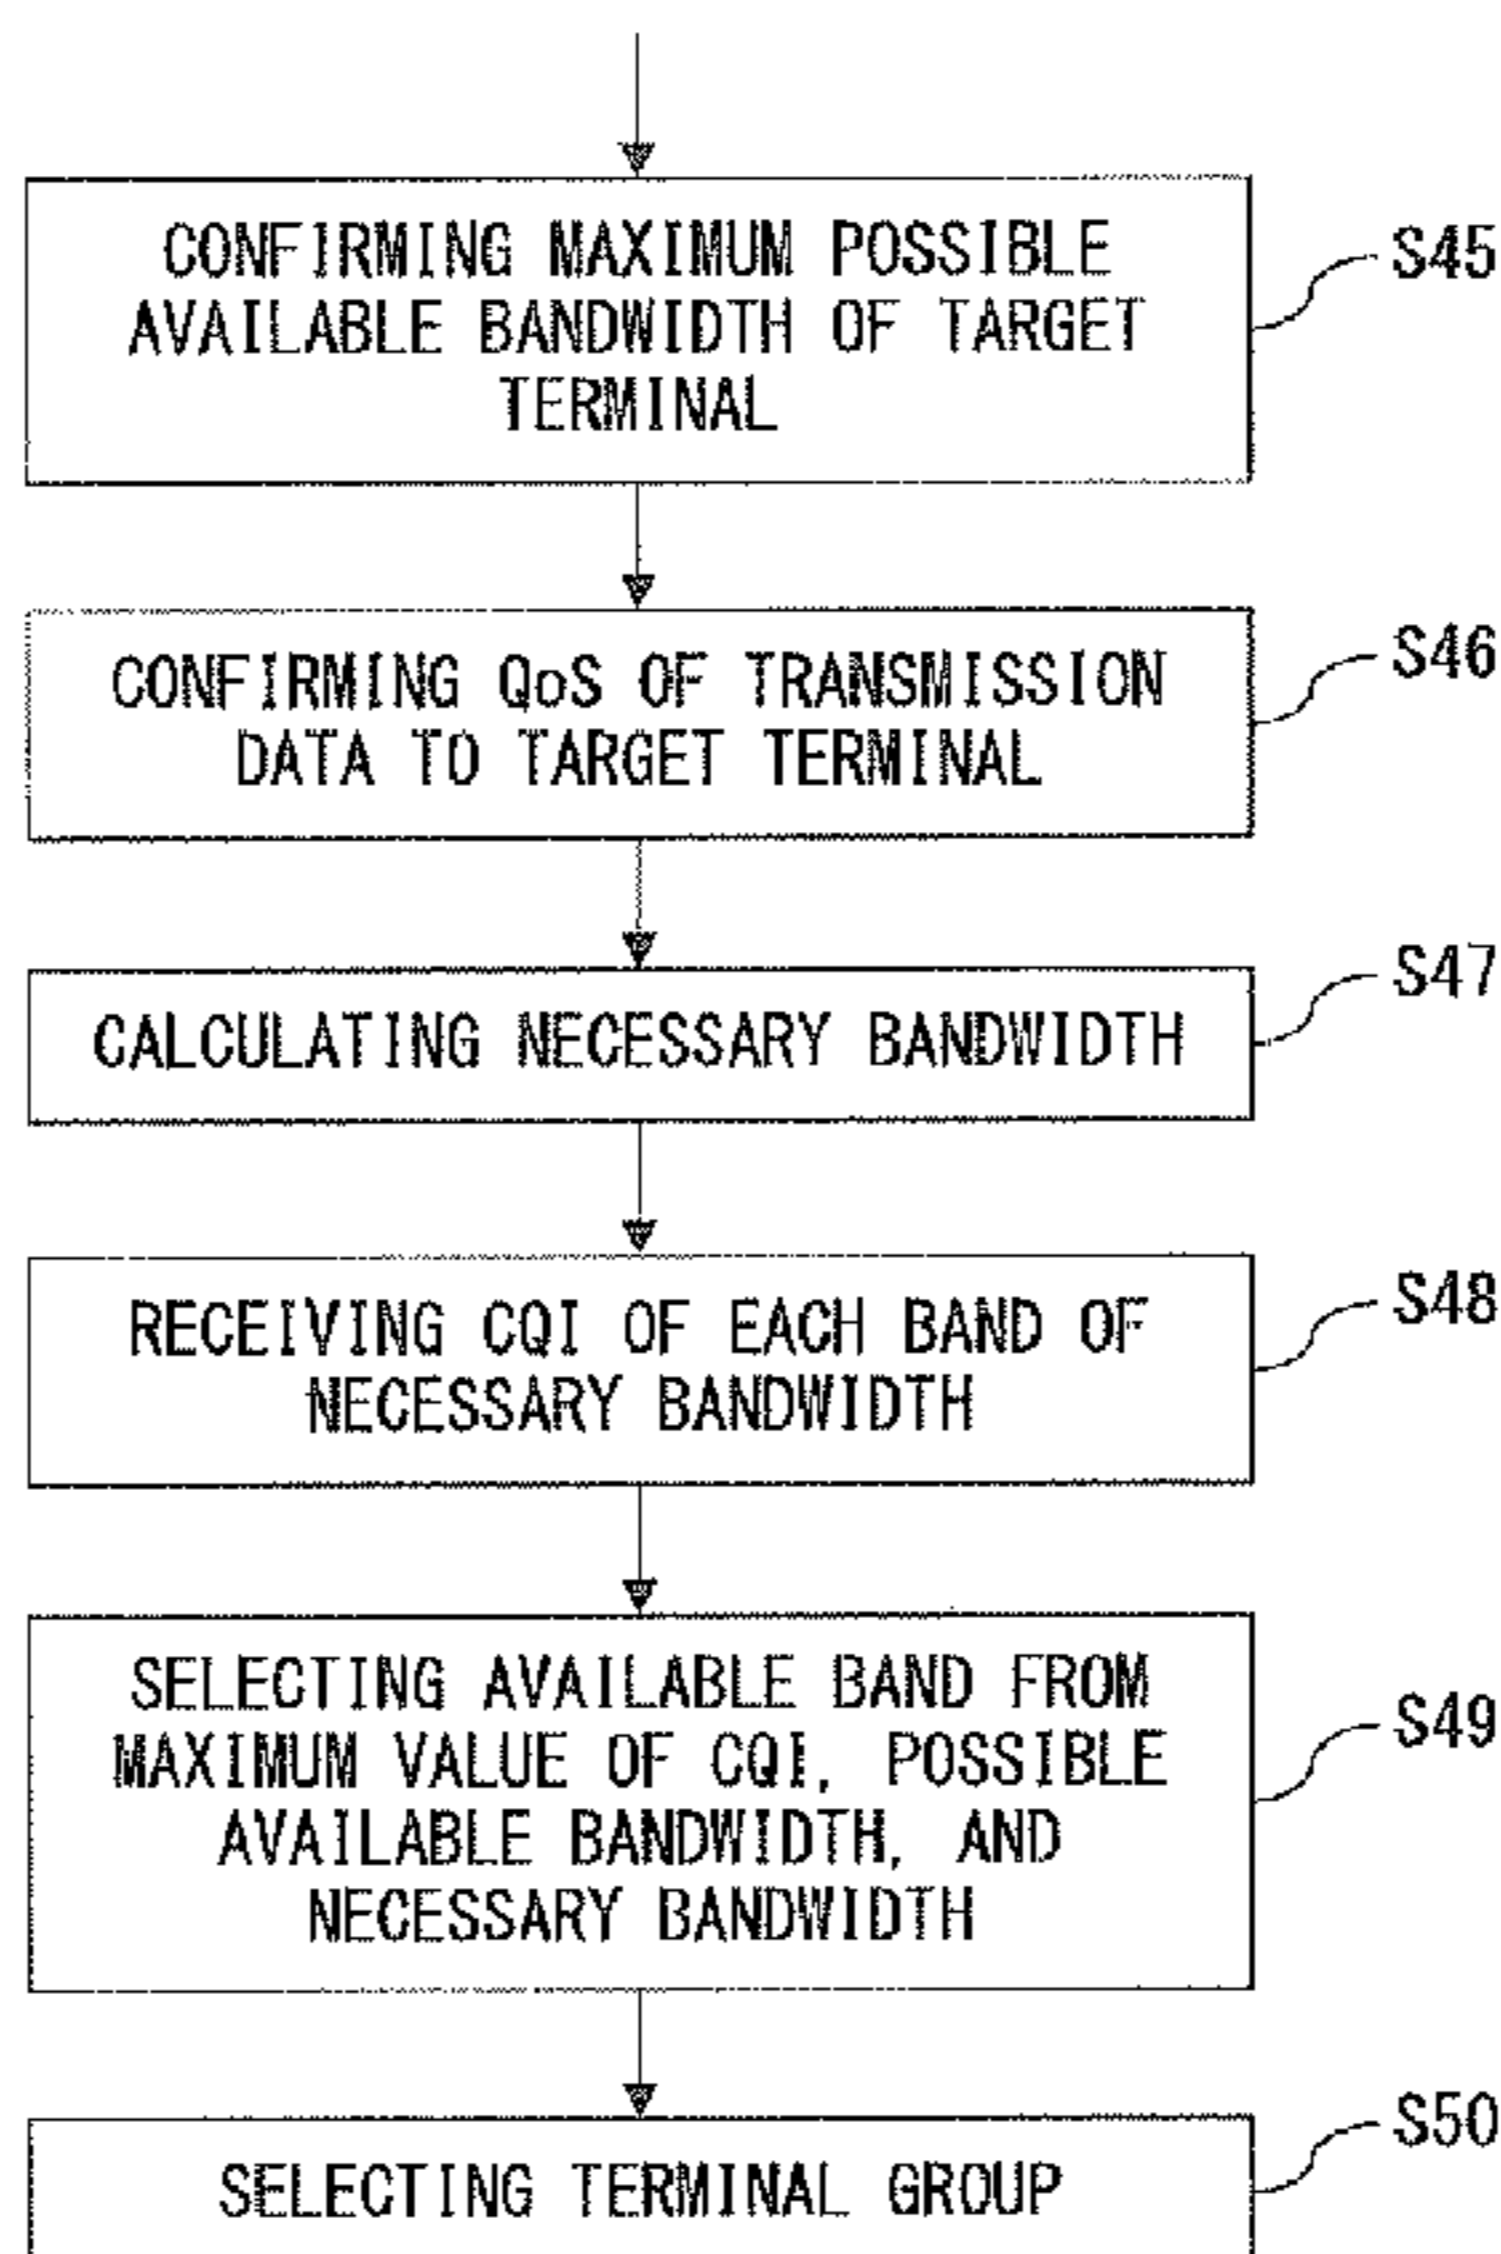 CONFIRMING MAXIMUM POSSIBLE
AVAILABLE BANDWIDTH OF TARGET
TERMINAL
S45
CONFIRMING QoS OF TRANSMISSION
DATA TO TARGET TERMINAL
S46
CALCULATING NECESSARY BANDWIDTH
S47
RECEIVING CQI OF EACH BAND OF
NECESSARY BANDWIDTH
S48
SELECTING AVAILABLE BAND FROM
MAXIMUM VALUE OF CQI, POSSIBLE
AVAILABLE BANDWIDTH, AND
NECESSARY BANDWIDTH
S49
SELECTING TERMINAL GROUP
S50